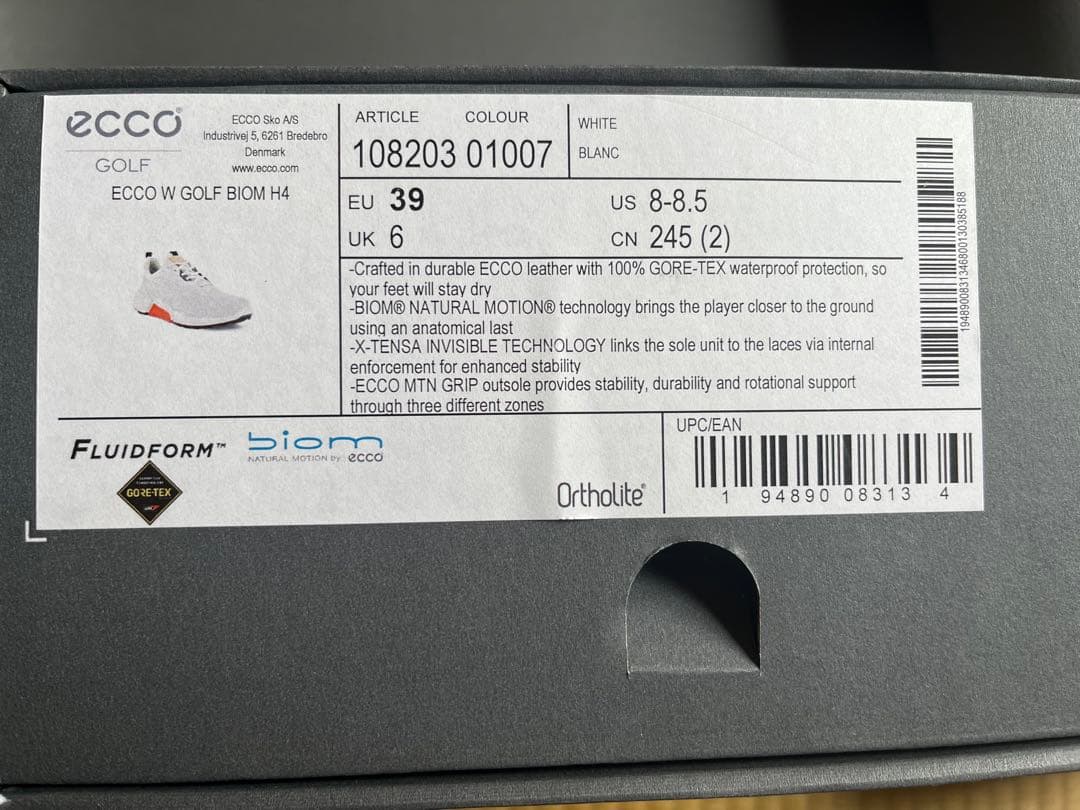 ecco®
GOLF
ECCO Sko A/S
Industrivej 5, 6261 Bredebro
Denmark
www.ecco.com
ECCO W GOLF BIOM H4
ARTICLE COLOUR
108203 01007
WHITE
BLANC
EU 39
US 8-8.5
UK 6
CN 245 (2)
-Crafted in durable ECCO leather with 100% GORE-TEX waterproof protection, so
your feet will stay dry
-BIOM® NATURAL MOTION® technology brings the player closer to the ground
using an anatomical last
-X-TENSA INVISIBLE TECHNOLOGY links the sole unit to the laces via internal
enforcement for enhanced stability
-ECCO MTN GRIP outsole provides stability, durability and rotational support
through three different zones
19489008313468001303851​88
FLUIDFORM™
biom
NATURAL MOTION by: ecco
GORE-TEX
Ortholite®
UPC/EAN
1 94890 08313 4